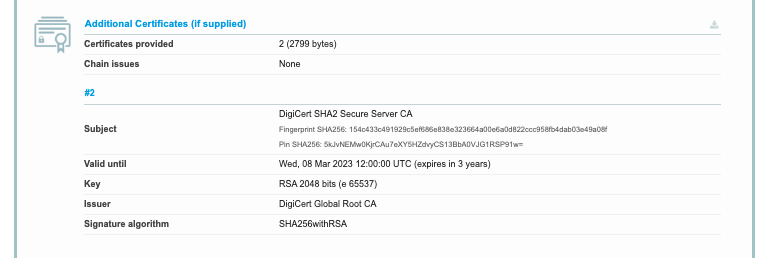 Additional Certificates (if supplied)
Certificates provided 2 (2799 bytes)
Chain issues None
#2
Subject DigiCert SHA2 Secure Server CA
Fingerprint SHA256: 154c433c491929c5ef686e838e323664a00e6a0d822ccc958fb4dab03e49a08f
Pin SHA256: 5kJvNEMw0KjrCAu7eXY5HZdvyCS13BbA0VJG1RSP91w=
Valid until Wed, 08 Mar 2023 12:00:00 UTC (expires in 3 years)
Key RSA 2048 bits (e 65537)
Issuer DigiCert Global Root CA
Signature algorithm SHA256withRSA